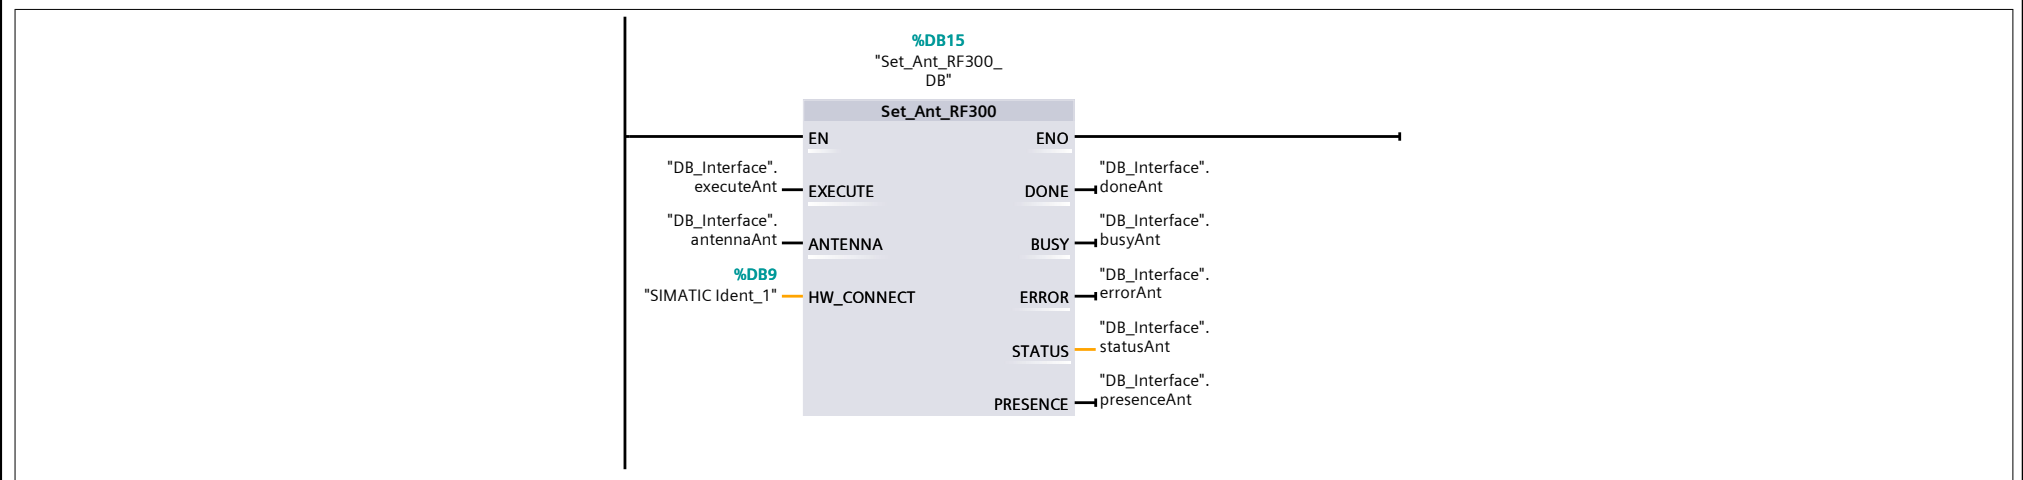 %DB15
"Set_Ant_RF300_
DB"
Set_Ant_RF300
EN
ENO
"DB_Interface".
executeAnt
EXECUTE
DONE
"DB_Interface".
doneAnt
"DB_Interface".
antennaAnt
ANTENNA
BUSY
"DB_Interface".
busyAnt
%DB9
"SIMATIC Ident_1"
HW_CONNECT
ERROR
"DB_Interface".
errorAnt
STATUS
"DB_Interface".
statusAnt
PRESENCE
"DB_Interface".
presenceAnt